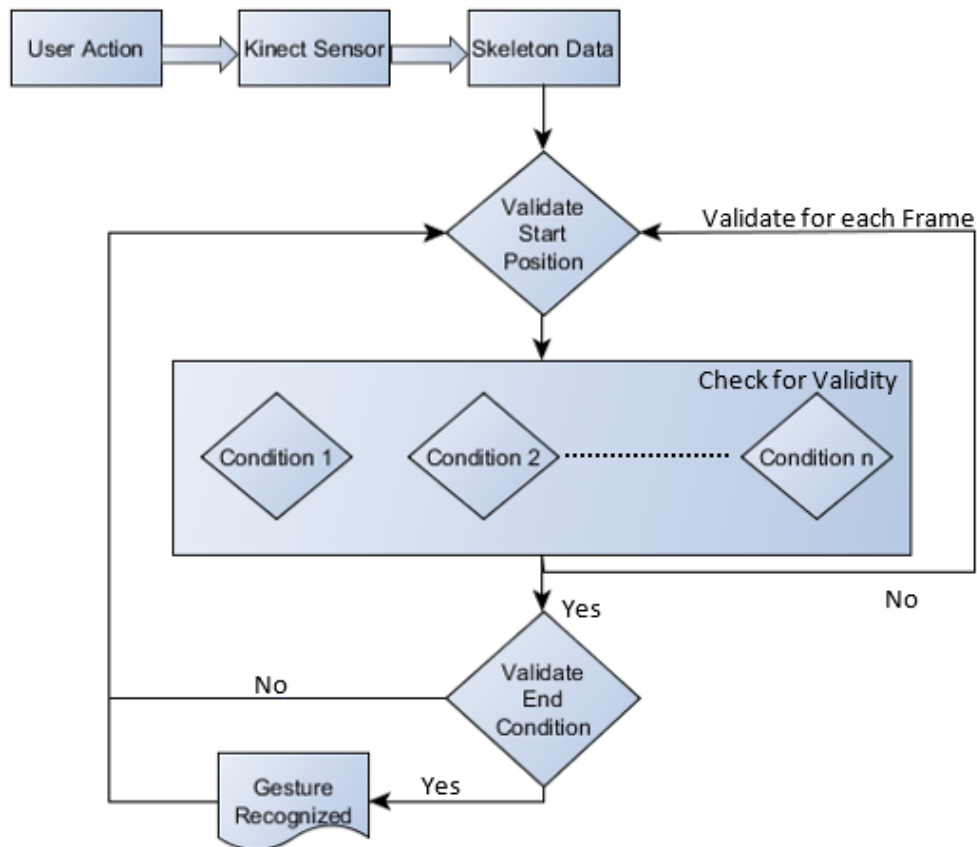 User Action
Kinect Sensor
Skeleton Data
Validate
Start
Position
Validate for each Frame
Check for Validity
Condition 1
Condition 2
Condition n
No
Yes
Validate
End
Condition
No
Yes
Gesture
Recognized